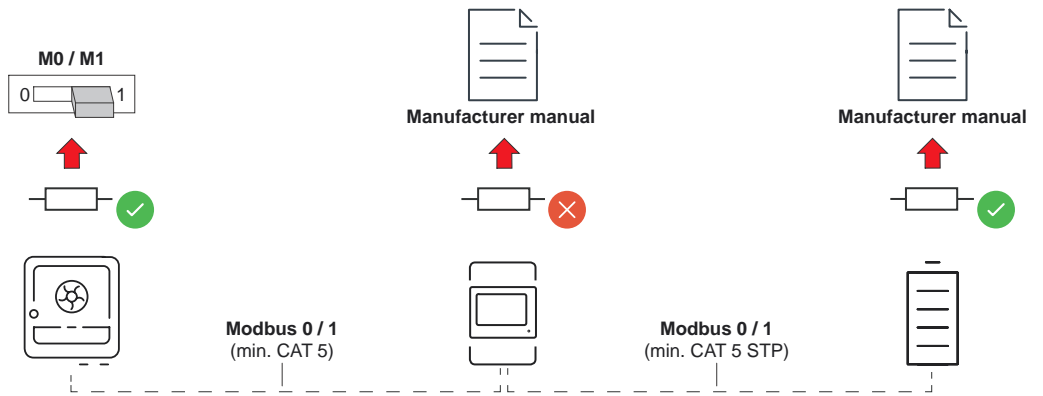 M0 / M1
0 1
Manufacturer manual
Manufacturer manual
Modbus 0 / 1
(min. CAT 5)
Modbus 0 / 1
(min. CAT 5 STP)